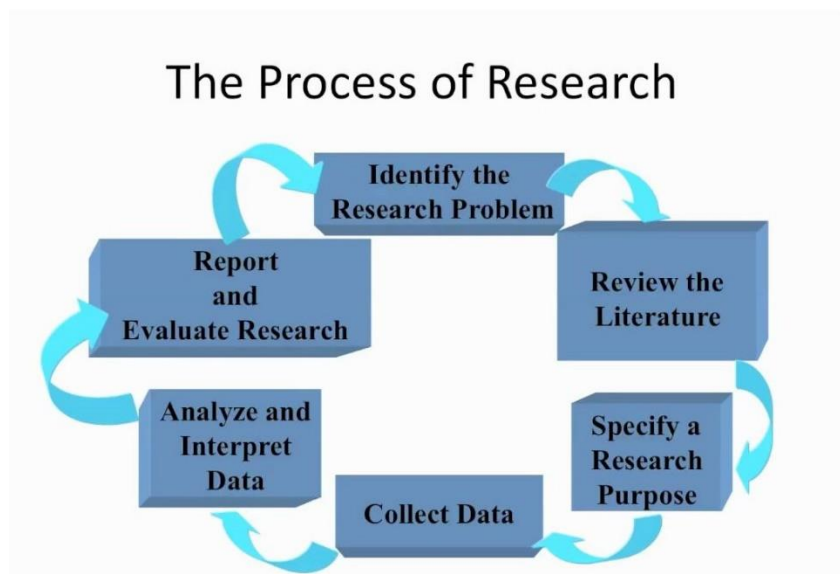 The Process of Research
Identify the
Research Problem
Review the
Literature
Specify a
Research
Purpose
Collect Data
Analyze and
Interpret
Data
Report
and
Evaluate Research